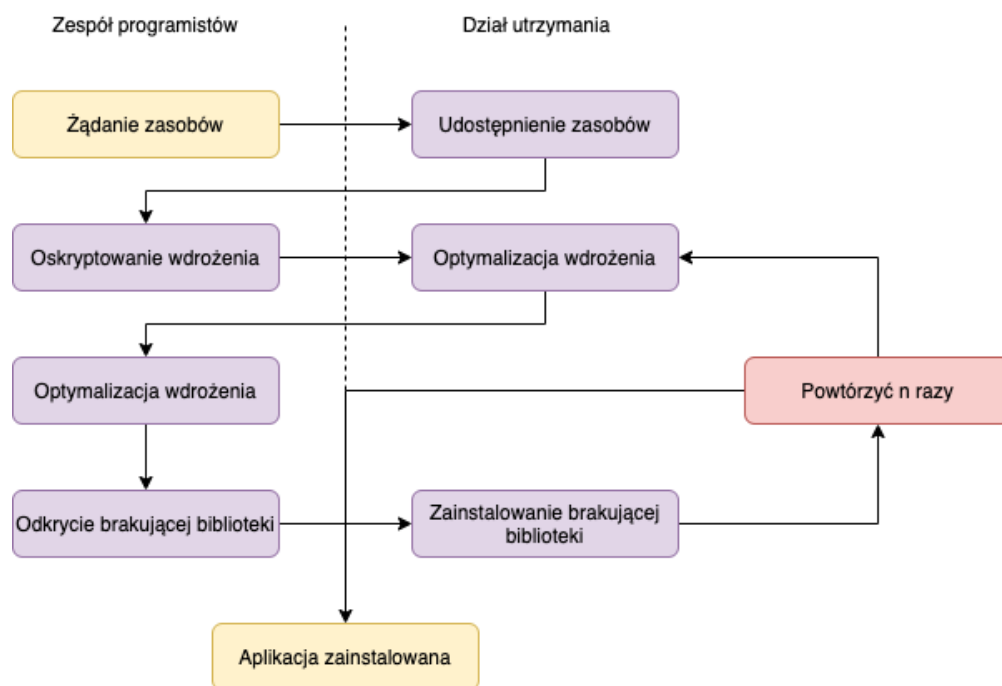 Zespół programistów
Dział utrzymania
Żądanie zasobów
Udostępnienie zasobów
Oskryptowanie wdrożenia
Optymalizacja wdrożenia
Optymalizacja wdrożenia
Powtórzyć n razy
Odkrycie brakującej biblioteki
Zainstalowanie brakującej
biblioteki
Aplikacja zainstalowana